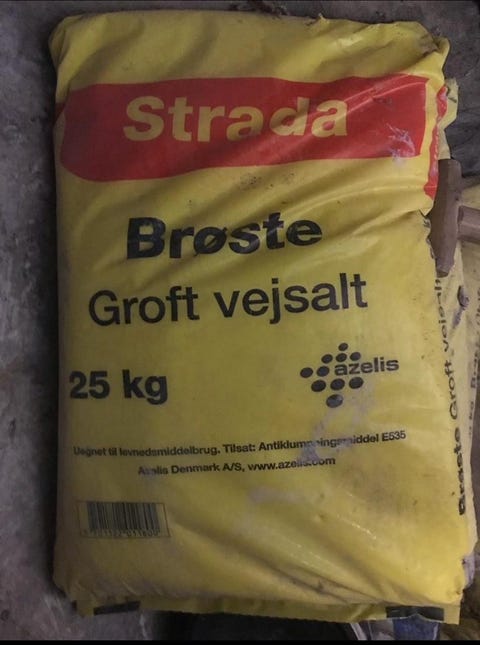 Strada
Brøste
Groft vejsalt
25 kg
azelis
Uegnet til levnedsmiddelbrug. Tilsat: Antiklumpningsmiddel E535
Azelis Denmark A/S, www.azelis.com
Brøste Groft vejsalt